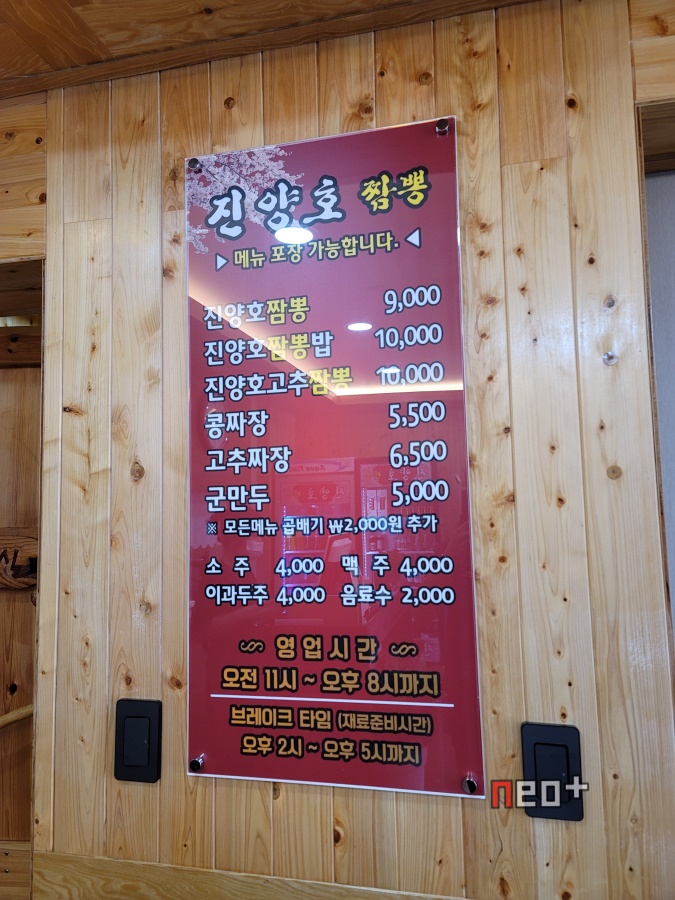 진양호 짬뽕
▶ 메뉴 포장 가능합니다. ◀
진양호짬뽕 9,000
진양호짬뽕밥 10,000
진양호고추짬뽕 10,000
콩짜장 5,500
고추짜장 6,500
군만두 5,000
※ 모든메뉴 곱배기 ₩2,000원 추가
소 주 4,000 맥 주 4,000
이과두주 4,000 음료수 2,000
영업시간
오전 11시 ~ 오후 8시까지
브레이크 타임 (재료준비시간)
오후 2시 ~ 오후 5시까지
neo+